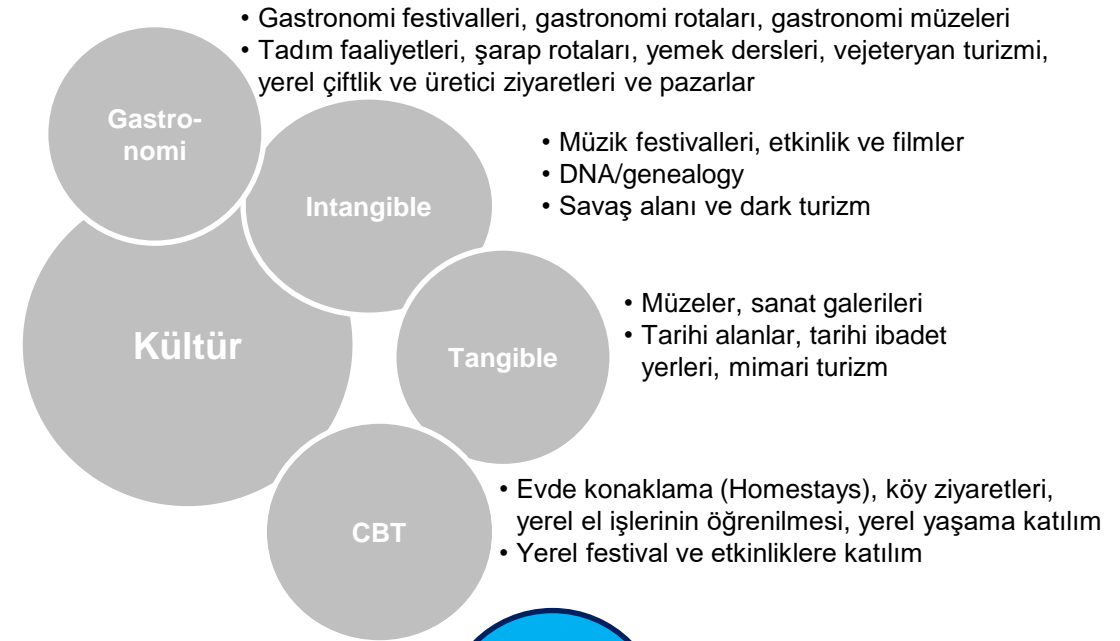 • Gastronomi festivalleri, gastronomi rotaları, gastronomi müzeleri
• Tadım faaliyetleri, şarap rotaları, yemek dersleri, vejeteryan turizmi,
yerel çiftlik ve üretici ziyaretleri ve pazarlar
Gastro-
nomi
• Müzik festivalleri, etkinlik ve filmler
• DNA/genealogy
• Savaş alanı ve dark turizm
Intangible
• Müzeler, sanat galerileri
• Tarihi alanlar, tarihi ibadet
yerleri, mimari turizm
Kültür
Tangible
• Evde konaklama (Homestays), köy ziyaretleri,
yerel el işlerinin öğrenilmesi, yerel yaşama katılım
• Yerel festival ve etkinliklere katılım
CBT